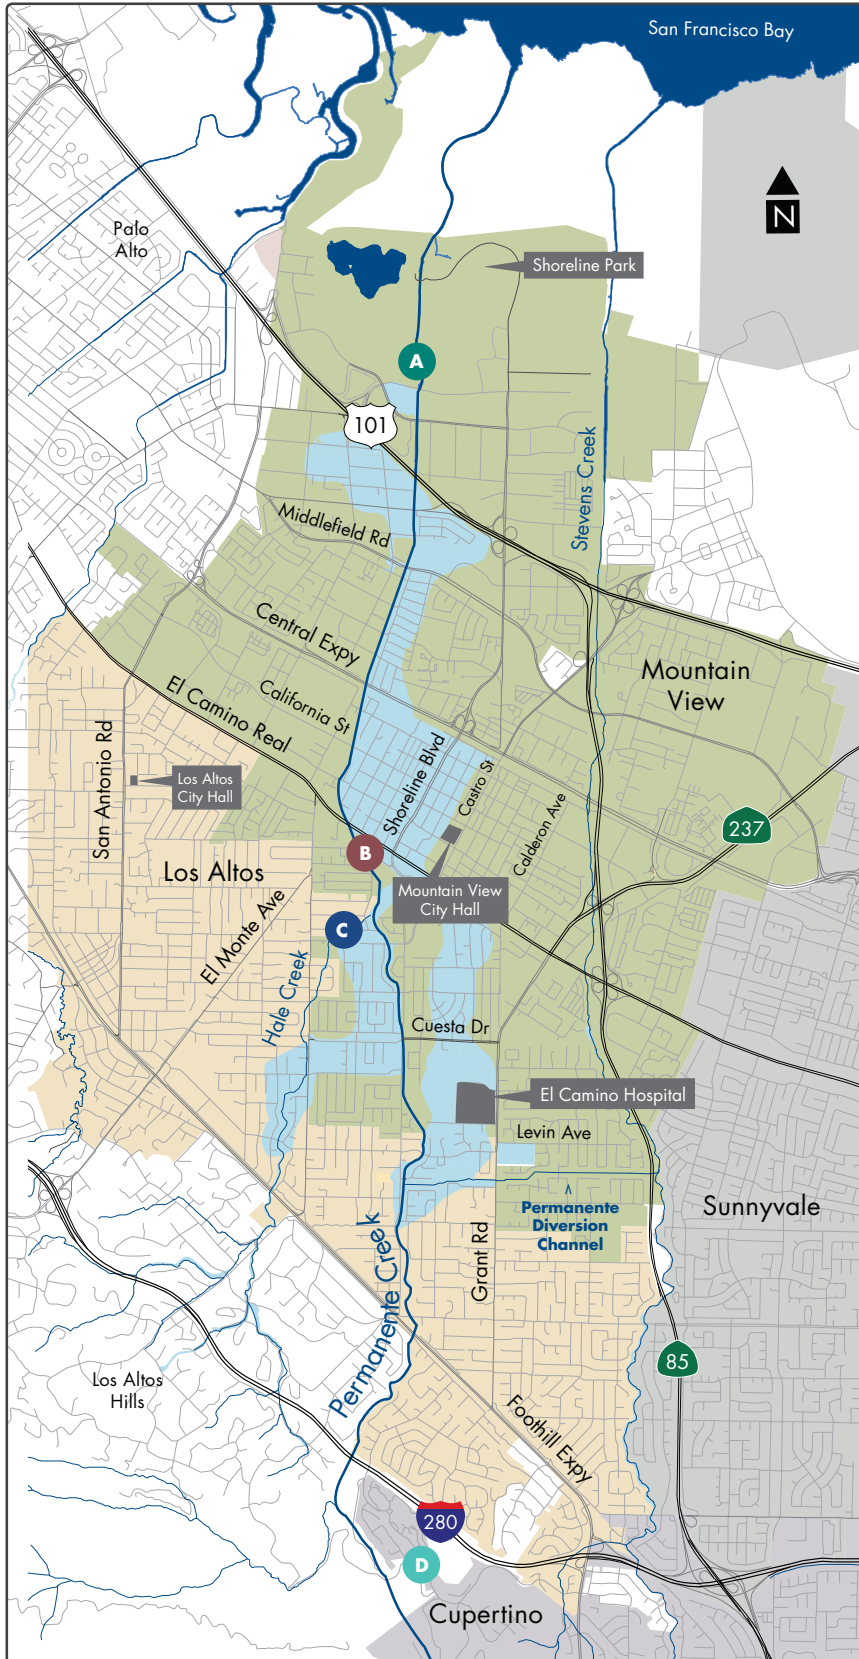 San Francisco Bay
N
Palo
Alto
Shoreline Park
A
101
Stevens Creek
Middlefield Rd
Central Expy
Mountain
View
California St
El Camino Real
San Antonio Rd
Los Altos
City Hall
Shoreline Blvd
Castro St
Calderon Ave
237
B
Los Altos
Mountain View
City Hall
El Monte Ave
C
Hale Creek
Cuesta Dr
El Camino Hospital
Levin Ave
Permanente
Diversion
Channel
Sunnyvale
Grant Rd
Permanente Creek
85
Los Altos
Hills
Foothill Expy
280
D
Cupertino